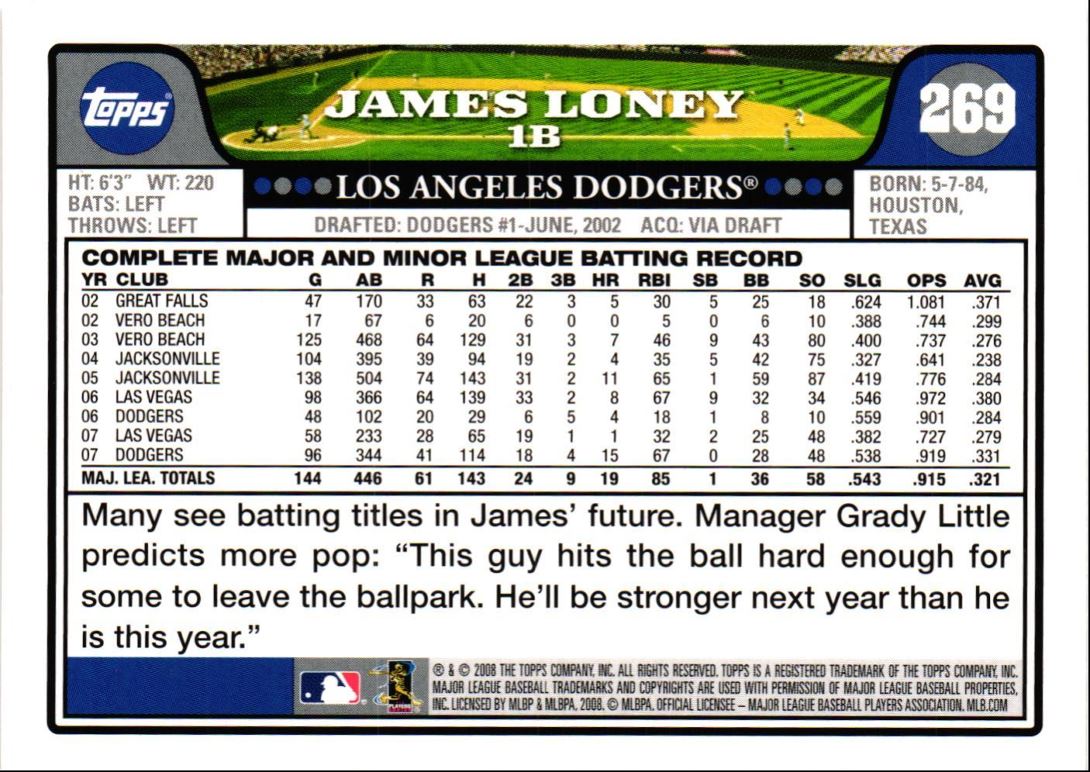 Topps®
JAMES LONEY
1B
269
HT: 6'3" WT: 220
BATS: LEFT
THROWS: LEFT
LOS ANGELES DODGERS®
DRAFTED: DODGERS #1-JUNE, 2002 ACQ: VIA DRAFT
BORN: 5-7-84,
HOUSTON,
TEXAS
COMPLETE MAJOR AND MINOR LEAGUE BATTING RECORD
YR CLUB G AB R H 2B 3B HR RBI SB BB SO SLG OPS AVG
02 GREAT FALLS 47 170 33 63 22 3 5 30 5 25 18 .624 1.081 .371
02 VERO BEACH 17 67 6 20 6 0 0 5 0 6 10 .388 .744 .299
03 VERO BEACH 125 468 64 129 31 3 7 46 9 43 80 .400 .737 .276
04 JACKSONVILLE 104 395 39 94 19 2 4 35 5 42 75 .327 .641 .238
05 JACKSONVILLE 138 504 74 143 31 2 11 65 1 59 87 .419 .776 .284
06 LAS VEGAS 98 366 64 139 33 2 8 67 9 32 34 .546 .972 .380
06 DODGERS 48 102 20 29 6 5 4 18 1 8 10 .559 .901 .284
07 LAS VEGAS 58 233 28 65 19 1 1 32 2 25 48 .382 .727 .279
07 DODGERS 96 344 41 114 18 4 15 67 0 28 48 .538 .919 .331
MAJ. LEA. TOTALS 144 446 61 143 24 9 19 85 1 36 58 .543 .915 .321
Many see batting titles in James' future. Manager Grady Little
predicts more pop: “This guy hits the ball hard enough for
some to leave the ballpark. He'll be stronger next year than he
is this year.”
® & © 2008 THE TOPPS COMPANY, INC. ALL RIGHTS RESERVED. TOPPS IS A REGISTERED TRADEMARK OF THE TOPPS COMPANY, INC.
MAJOR LEAGUE BASEBALL TRADEMARKS AND COPYRIGHTS ARE USED WITH PERMISSION OF MAJOR LEAGUE BASEBALL PROPERTIES,
INC. LICENSED BY MLBP & MLBPA, 2008. © MLBPA. OFFICIAL LICENSEE – MAJOR LEAGUE BASEBALL PLAYERS ASSOCIATION. MLB.COM